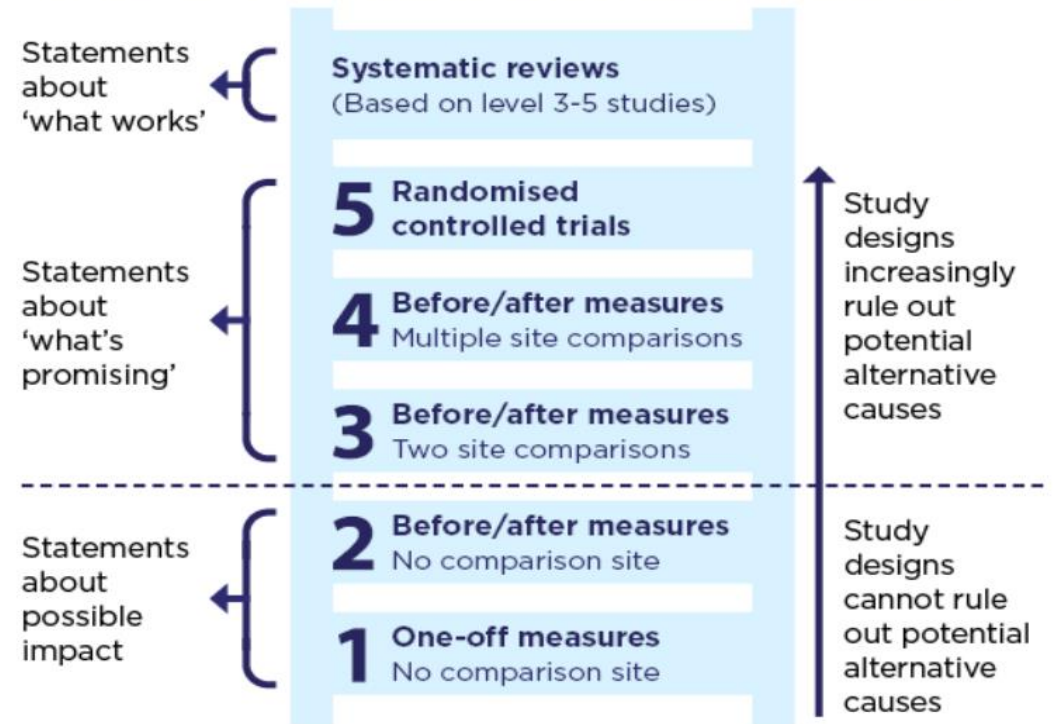 Statements
about
‘what works’
Systematic reviews
(Based on level 3-5 studies)
Statements
about
‘what’s
promising’
5 Randomised
controlled trials
4 Before/after measures
Multiple site comparisons
3 Before/after measures
Two site comparisons
Study
designs
increasingly
rule out
potential
alternative
causes
Statements
about
possible
impact
2 Before/after measures
No comparison site
1 One-off measures
No comparison site
Study
designs
cannot rule
out potential
alternative
causes